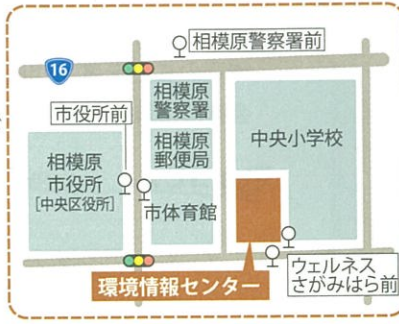 相模原警察署前
16
市役所前
相模原
警察署
相模原
郵便局
中央小学校
相模原
市役所
[中央区役所]
市体育館
環境情報センター
ウェルネス
さがみはら前